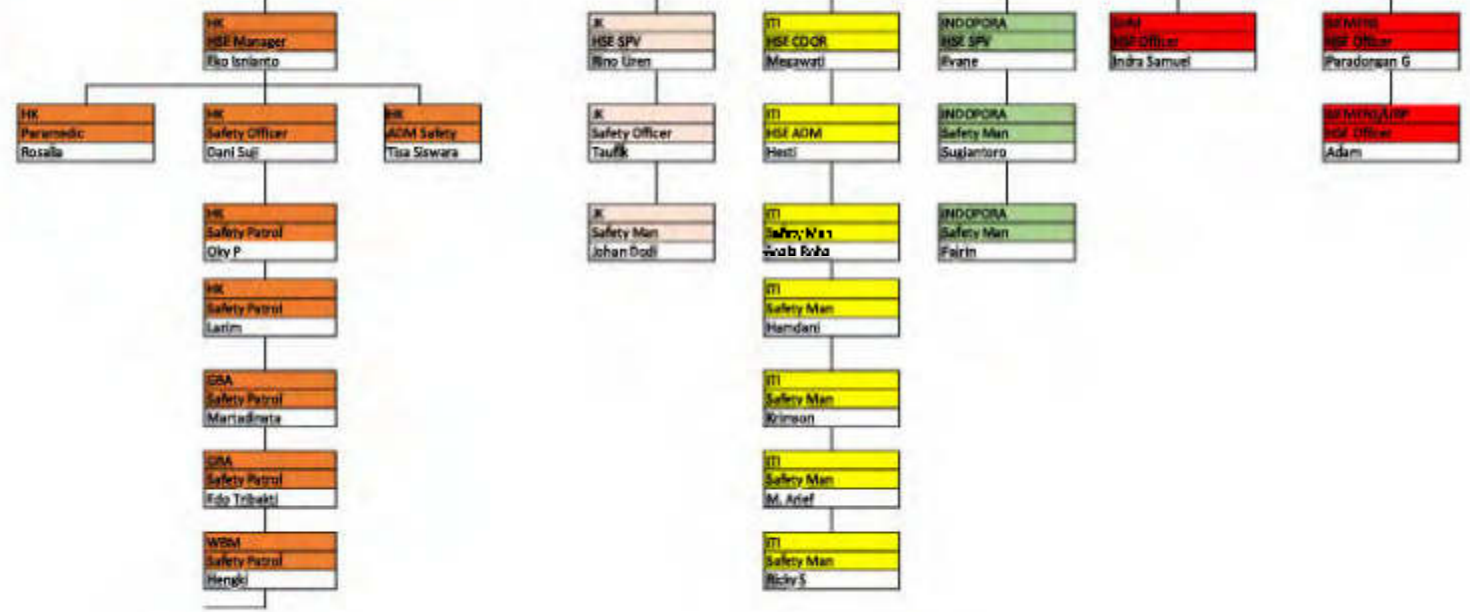 HK
HSE Manager
Eko Isnianto
HK
Paramedic
Rosalia
HK
Safety Officer
Dani Suji
HK
ADM Safety
Tisa Siswara
HK
Safety Patrol
Oky P
HK
Safety Patrol
Larim
GBA
Safety Patrol
Martadinata
GBA
Safety Patrol
Edo Tribakti
WBM
Safety Patrol
Hengki
JK
HSE SPV
Rino Uren
JK
Safety Officer
Taufik
JK
Safety Man
Johan Dodi
ITI
HSE COOR
Megawati
ITI
HSE ADM
Hesti
ITI
Safety Man
ITI
Safety Man
Hamdani
ITI
Safety Man
Krimson
ITI
Safety Man
M. Arief
ITI
Safety Man
Ricky S
INDOPORA
HSE SPV
Evane
INDOPORA
Safety Man
Sugiantoro
INDOPORA
Safety Man
Fairin
HSE Officer
Indra Samuel
SIEMENS
HSE Officer
Paradongan G
HSE Officer
Adam